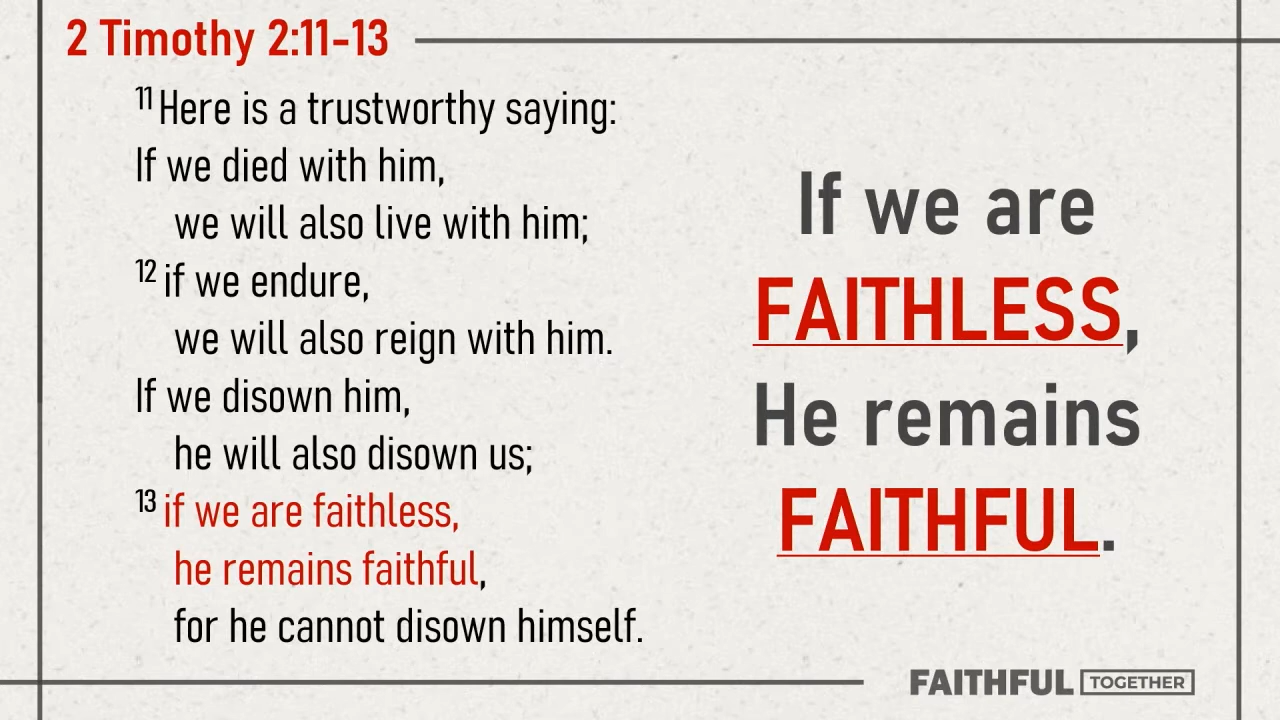 2 Timothy 2:11-13
11 Here is a trustworthy saying:
If we died with him,
we will also live with him;
12 if we endure,
we will also reign with him.
If we disown him,
he will also disown us;
13 if we are faithless,
he remains faithful,
for he cannot disown himself.
If we are
FAITHLESS,
He remains
FAITHFUL.
FAITHFUL TOGETHER